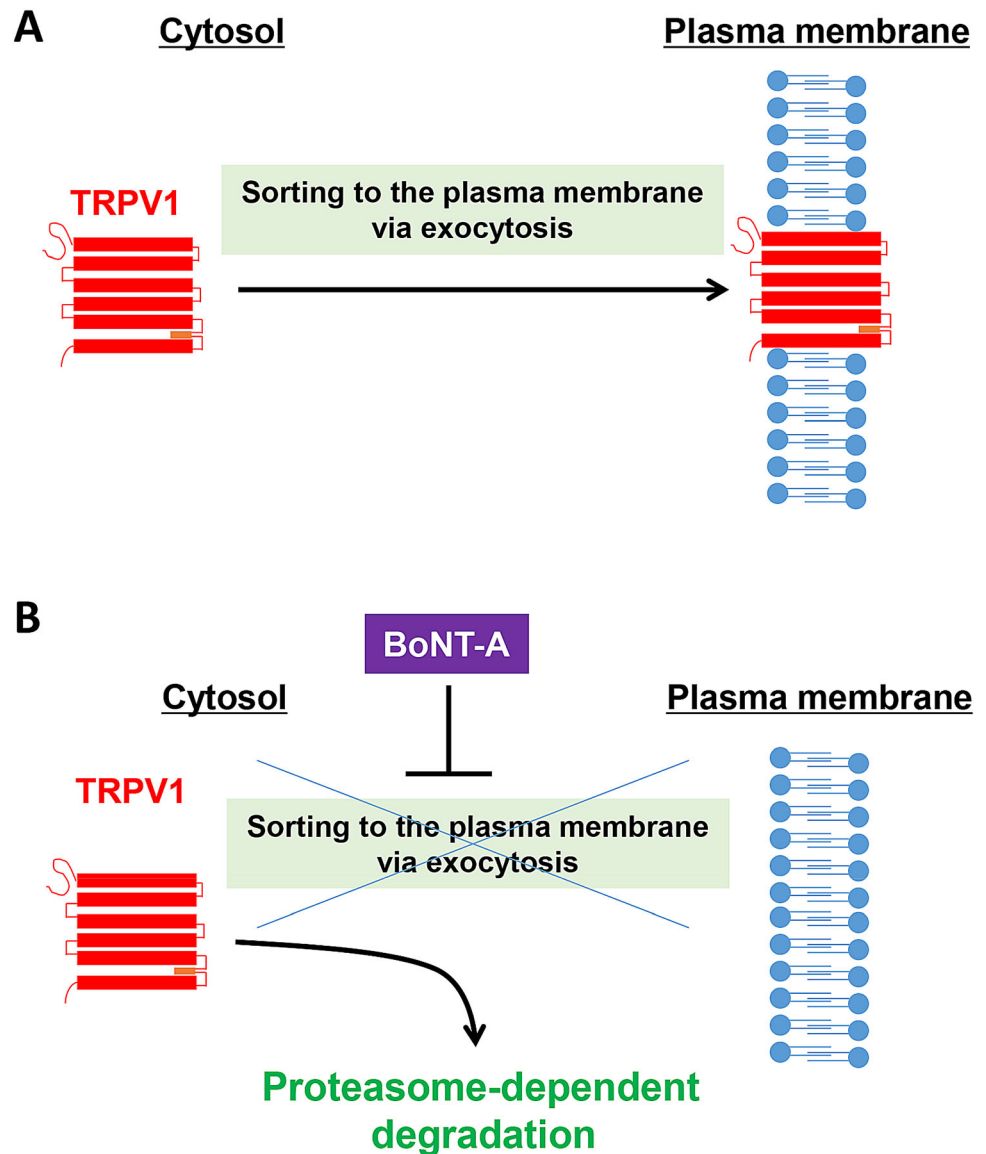 A
Cytosol
Plasma membrane
TRPV1
Sorting to the plasma membrane
via exocytosis
B
BoNT-A
Cytosol
Plasma membrane
TRPV1
Sorting to the plasma membrane
via exocytosis
Proteasome-dependent
degradation